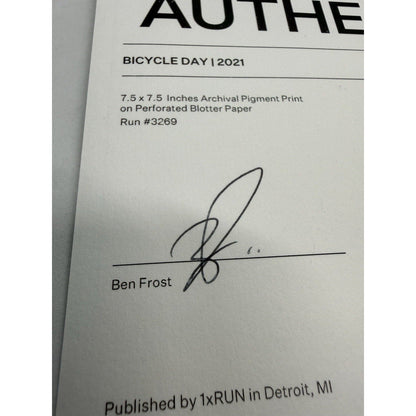 AUTHE
BICYCLE DAY | 2021
7.5 x 7.5 Inches Archival Pigment Print
on Perforated Blotter Paper
Run #3269
Ben Frost
Published by 1xRUN in Detroit, MI